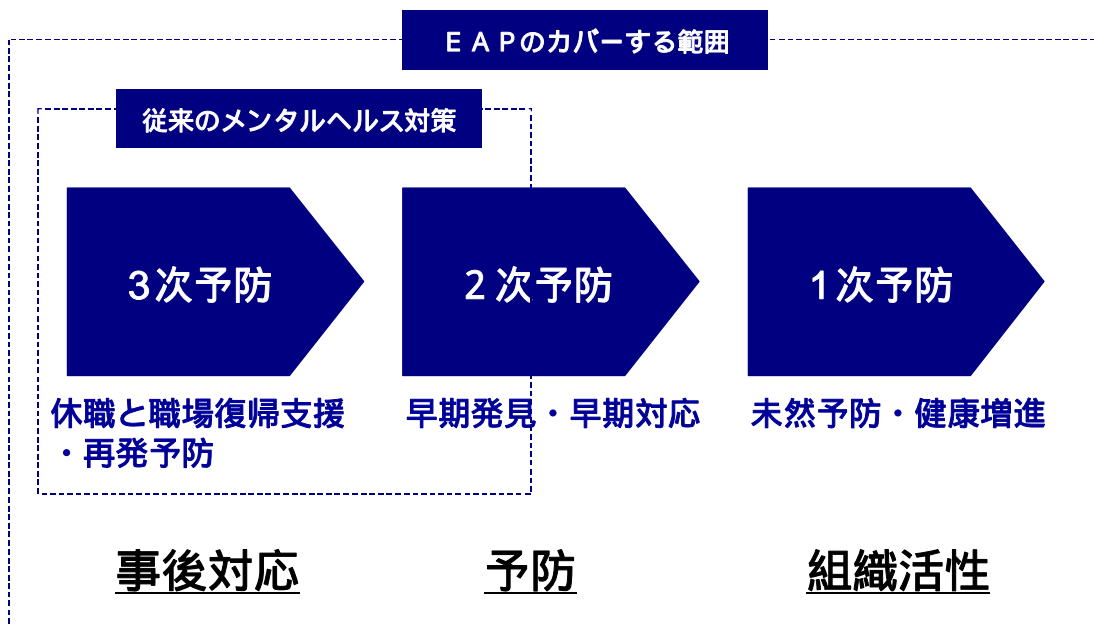 ＥＡＰのカバーする範囲
従来のメンタルヘルス対策
３次予防
２次予防
１次予防
休職と職場復帰支援
・再発予防
早期発見・早期対応
未然予防・健康増進
事後対応
予防
組織活性